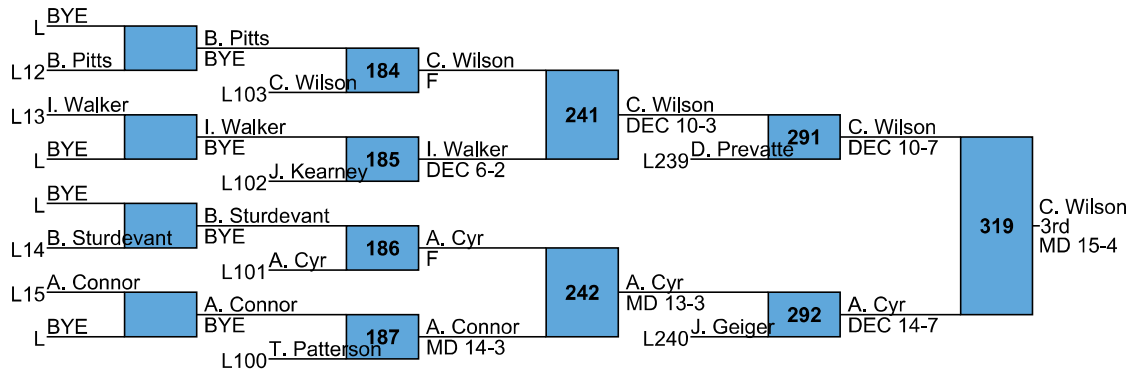 BYE
L
B. Pitts
L12
B. Pitts
BYE
C. Wilson
L103
184
C. Wilson
F
I. Walker
L13
BYE
L
I. Walker
BYE
J. Kearney
L102
185
I. Walker
DEC 6-2
241
C. Wilson
DEC 10-3
D. Prevatte
L239
291
C. Wilson
DEC 10-7
BYE
L
B. Sturdevant
L14
B. Sturdevant
BYE
A. Cyr
L101
186
A. Cyr
F
A. Connor
L15
BYE
L
A. Connor
BYE
T. Patterson
L100
187
A. Connor
MD 14-3
242
A. Cyr
MD 13-3
J. Geiger
L240
292
A. Cyr
DEC 14-7
319
C. Wilson
3rd
MD 15-4